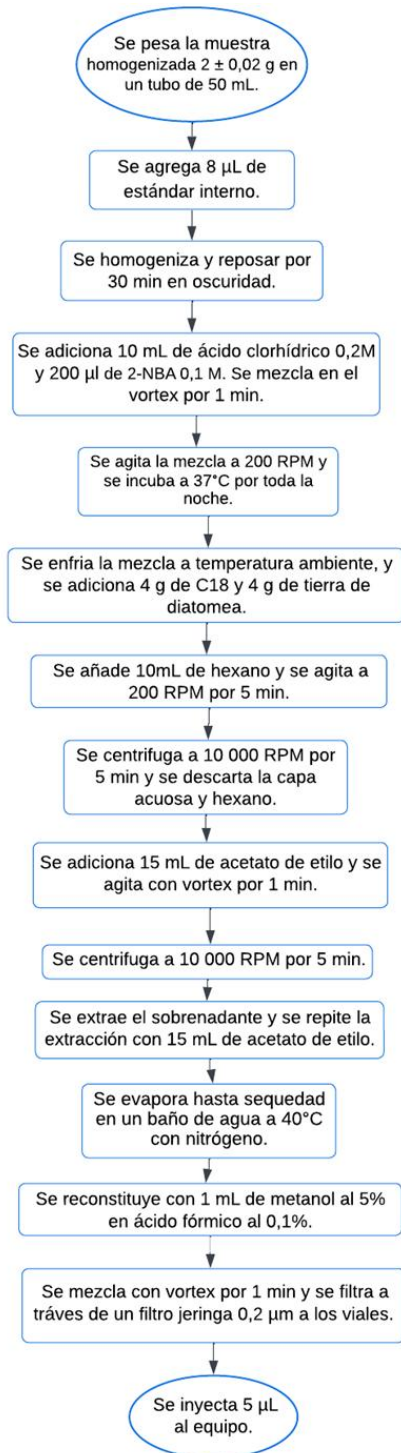 Se pesa la muestra
homogenizada 2 ± 0,02 g en
un tubo de 50 mL.
Se agrega 8 µL de
estándar interno.
Se homogeniza y reposar por
30 min en oscuridad.
Se adiciona 10 mL de ácido clorhídrico 0,2M
y 200 µl de 2-NBA 0,1 M. Se mezcla en el
vortex por 1 min.
Se agita la mezcla a 200 RPM y
se incuba a 37°C por toda la
noche.
Se enfria la mezcla a temperatura ambiente, y
se adiciona 4 g de C18 y 4 g de tierra de
diatomea.
Se añade 10mL de hexano y se agita a
200 RPM por 5 min.
Se centrifuga a 10 000 RPM por
5 min y se descarta la capa
acuosa y hexano.
Se adiciona 15 mL de acetato de etilo y se
agita con vortex por 1 min.
Se centrifuga a 10 000 RPM por 5 min.
Se extrae el sobrenadante y se repite la
extracción con 15 mL de acetato de etilo.
Se evapora hasta sequedad
en un baño de agua a 40°C
con nitrógeno.
Se reconstituye con 1 mL de metanol al 5%
en ácido fórmico al 0,1%.
Se mezcla con vortex por 1 min y se filtra a
tráves de un filtro jeringa 0,2 µm a los viales.
Se inyecta 5 µL
al equipo.